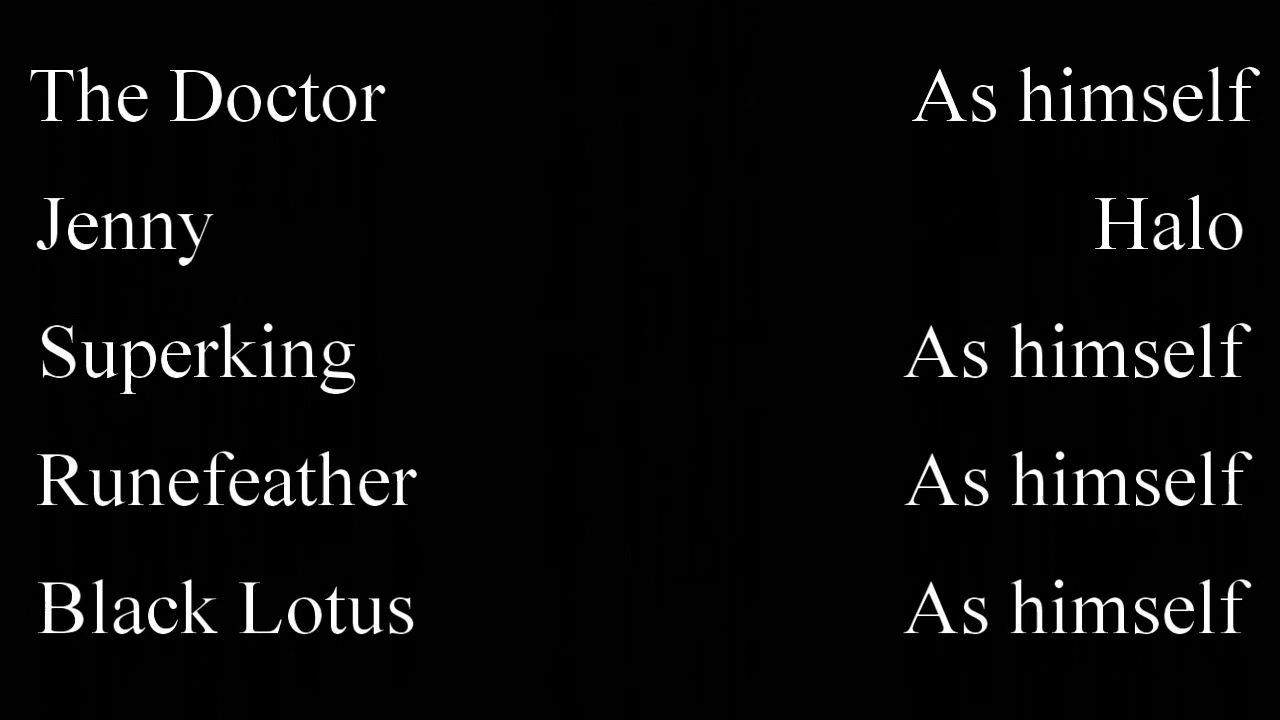 The Doctor As himself
Jenny Halo
Superking As himself
Runefeather As himself
Black Lotus As himself